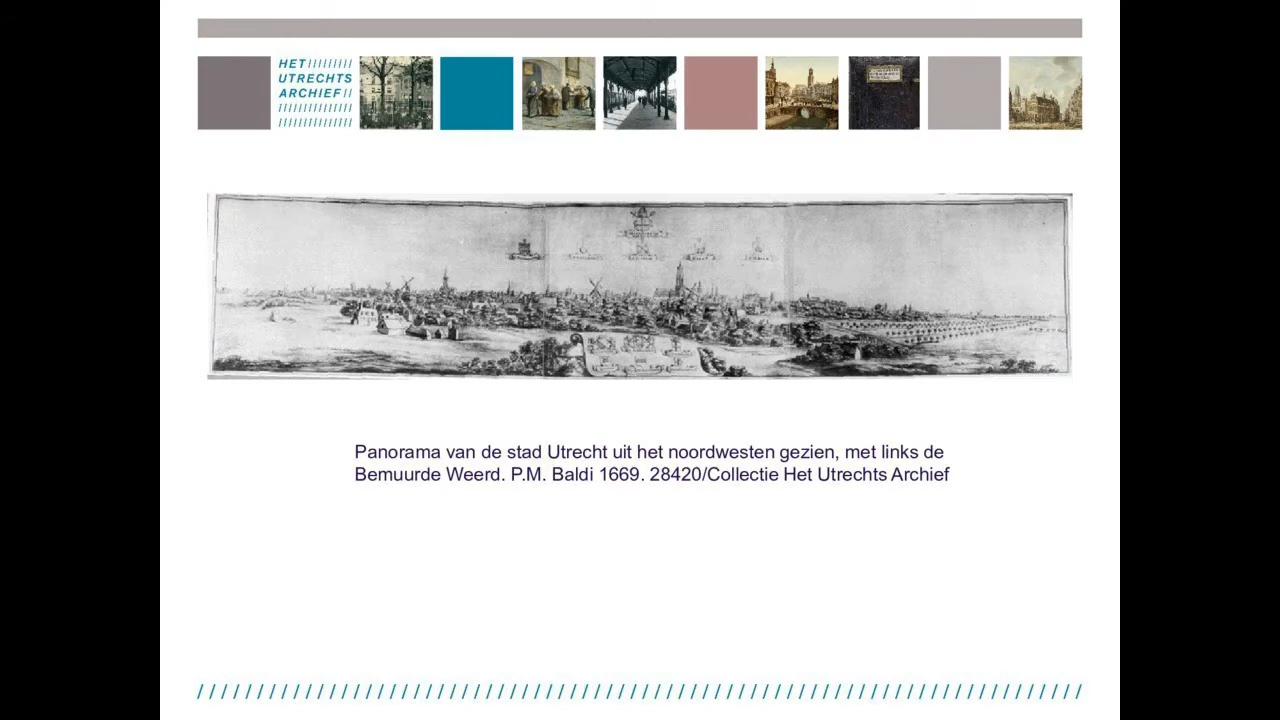 HET
UTRECHTS
ARCHIEF
Panorama van de stad Utrecht uit het noordwesten gezien, met links de
Bemuurde Weerd. P.M. Baldi 1669. 28420/Collectie Het Utrechts Archief